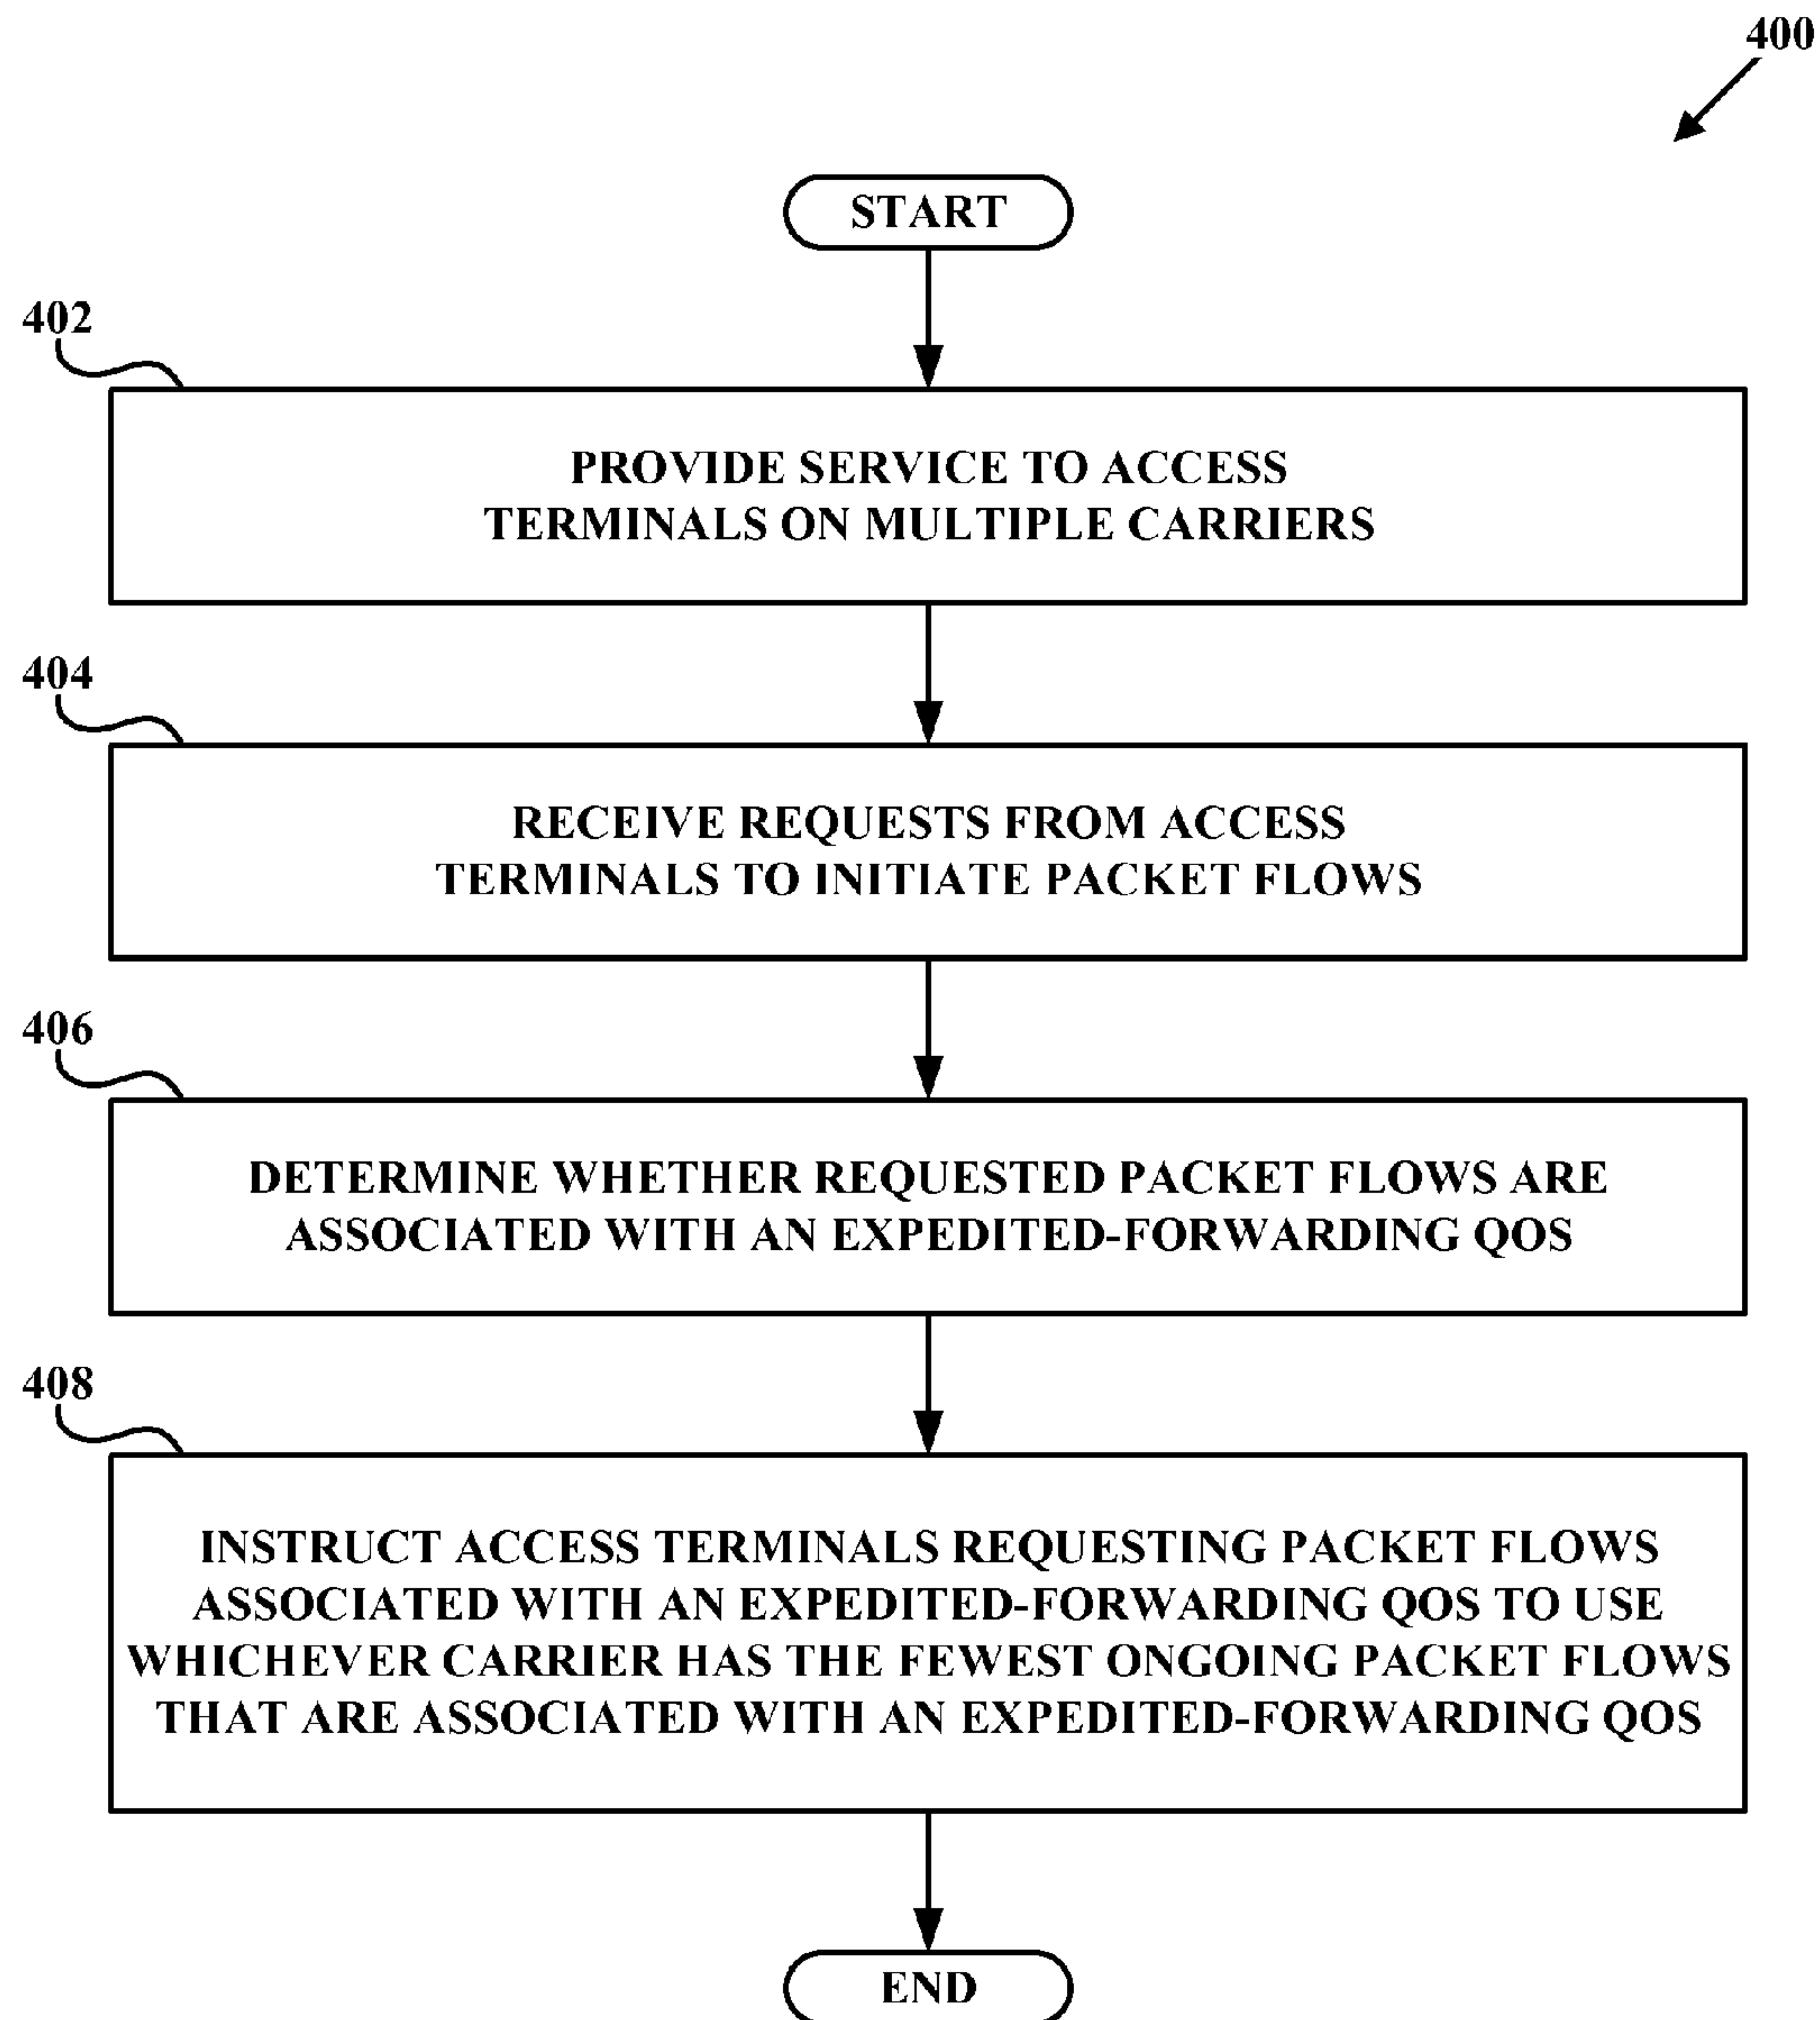 400
START
402
PROVIDE SERVICE TO ACCESS
TERMINALS ON MULTIPLE CARRIERS
404
RECEIVE REQUESTS FROM ACCESS
TERMINALS TO INITIATE PACKET FLOWS
406
DETERMINE WHETHER REQUESTED PACKET FLOWS ARE
ASSOCIATED WITH AN EXPEDITED-FORWARDING QOS
408
INSTRUCT ACCESS TERMINALS REQUESTING PACKET FLOWS
ASSOCIATED WITH AN EXPEDITED-FORWARDING QOS TO USE
WHICHEVER CARRIER HAS THE FEWEST ONGOING PACKET FLOWS
THAT ARE ASSOCIATED WITH AN EXPEDITED-FORWARDING QOS
END